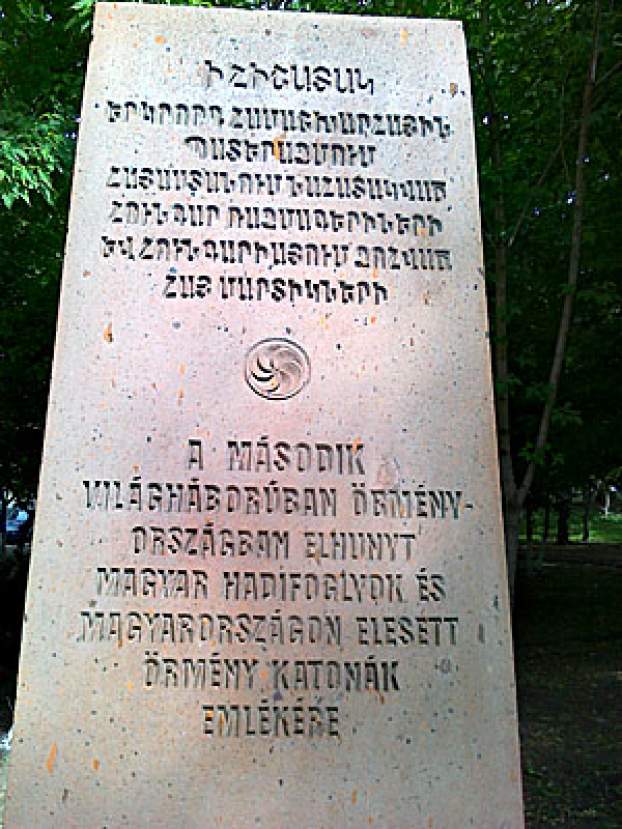 Ի ՀԻՇԱՏԱԿ
ԵՐԿՐՈՐԴ ՀԱՄԱՇԽԱՐՀԱՅԻՆ
ՊԱՏԵՐԱԶՄՈՒՄ
ՀԱՅԱՍՏԱՆՈՒՄ ՆԱՀԱՏԱԿՎԱԾ
ՀՈՒՆԳԱՐ ՌԱԶՄԱԳԵՐԻՆԵՐԻ
ԵՎ ՀՈՒՆԳԱՐԻԱՅՈՒՄ ԶՈՀՎԱԾ
ՀԱՅ ՄԱՐՏԻԿՆԵՐԻ
A MÁSODIK
VILÁGHÁBORÚBAN ÖRMÉNY-
ORSZÁGBAN ELHUNYT
MAGYAR HADIFOGLYOK ÉS
MAGYARORSZÁGON ELESETT
ÖRMÉNY KATONÁK
EMLÉKÉRE